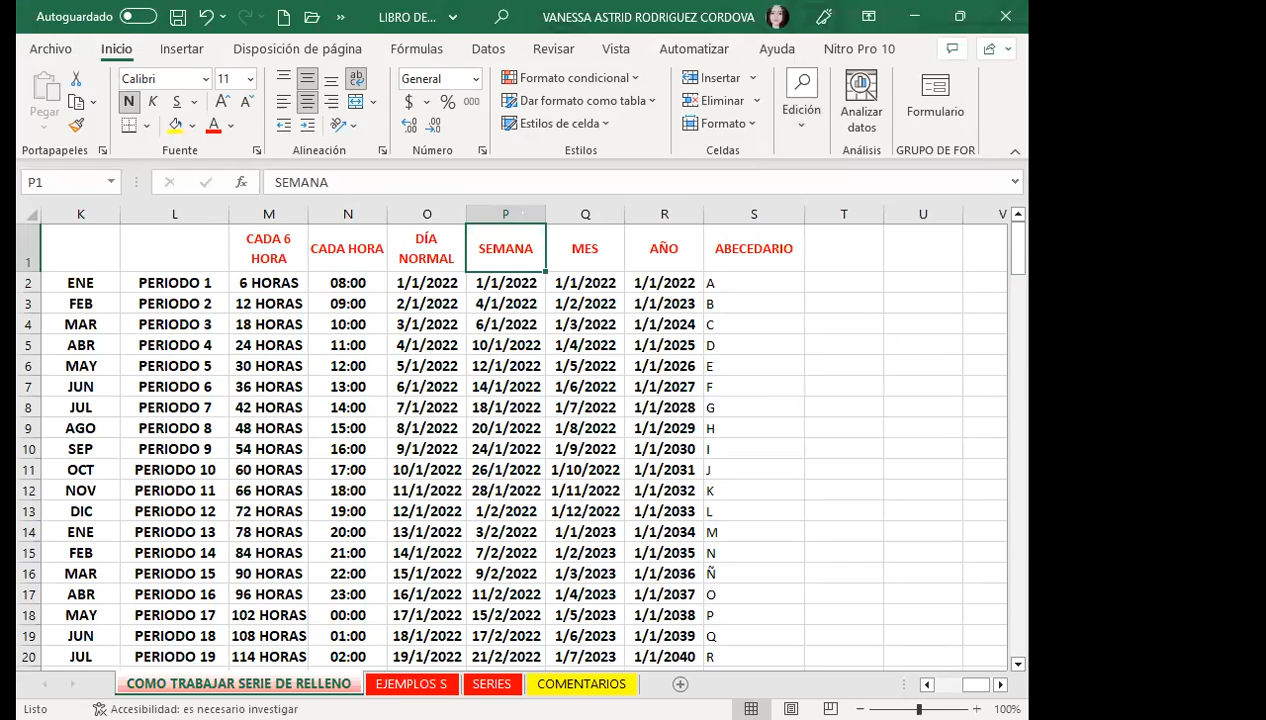 Autoguardado LIBRO DE... VANESSA ASTRID RODRIGUEZ CORDOVA
Archivo Inicio Insertar Disposición de página Fórmulas Datos Revisar Vista Automatizar Ayuda Nitro Pro 10
Pegar Calibri 11 ab General Formato condicional Insertar Edición Analizar datos Formulario
N K S A A $ % 000 Dar formato como tabla Eliminar
A Estilos de celda Formato
Portapapeles Fuente Alineación Número Estilos Celdas Análisis GRUPO DE FOR
P1 fx SEMANA
K L M N O P Q R S T U V
1 CADA 6 HORA CADA HORA DÍA NORMAL SEMANA MES AÑO ABECEDARIO
2 ENE PERIODO 1 6 HORAS 08:00 1/1/2022 1/1/2022 1/1/2022 1/1/2022 A
3 FEB PERIODO 2 12 HORAS 09:00 2/1/2022 4/1/2022 1/2/2022 1/1/2023 B
4 MAR PERIODO 3 18 HORAS 10:00 3/1/2022 6/1/2022 1/3/2022 1/1/2024 C
5 ABR PERIODO 4 24 HORAS 11:00 4/1/2022 10/1/2022 1/4/2022 1/1/2025 D
6 MAY PERIODO 5 30 HORAS 12:00 5/1/2022 12/1/2022 1/5/2022 1/1/2026 E
7 JUN PERIODO 6 36 HORAS 13:00 6/1/2022 14/1/2022 1/6/2022 1/1/2027 F
8 JUL PERIODO 7 42 HORAS 14:00 7/1/2022 18/1/2022 1/7/2022 1/1/2028 G
9 AGO PERIODO 8 48 HORAS 15:00 8/1/2022 20/1/2022 1/8/2022 1/1/2029 H
10 SEP PERIODO 9 54 HORAS 16:00 9/1/2022 24/1/2022 1/9/2022 1/1/2030 I
11 OCT PERIODO 10 60 HORAS 17:00 10/1/2022 26/1/2022 1/10/2022 1/1/2031 J
12 NOV PERIODO 11 66 HORAS 18:00 11/1/2022 28/1/2022 1/11/2022 1/1/2032 K
13 DIC PERIODO 12 72 HORAS 19:00 12/1/2022 1/2/2022 1/12/2022 1/1/2033 L
14 ENE PERIODO 13 78 HORAS 20:00 13/1/2022 3/2/2022 1/1/2023 1/1/2034 M
15 FEB PERIODO 14 84 HORAS 21:00 14/1/2022 7/2/2022 1/2/2023 1/1/2035 N
16 MAR PERIODO 15 90 HORAS 22:00 15/1/2022 9/2/2022 1/3/2023 1/1/2036 Ñ
17 ABR PERIODO 16 96 HORAS 23:00 16/1/2022 11/2/2022 1/4/2023 1/1/2037 O
18 MAY PERIODO 17 102 HORAS 00:00 17/1/2022 15/2/2022 1/5/2023 1/1/2038 P
19 JUN PERIODO 18 108 HORAS 01:00 18/1/2022 17/2/2022 1/6/2023 1/1/2039 Q
20 JUL PERIODO 19 114 HORAS 02:00 19/1/2022 21/2/2022 1/7/2023 1/1/2040 R
COMO TRABAJAR SERIE DE RELLENO EJEMPLOS S SERIES COMENTARIOS
Listo Accesibilidad: es necesario investigar 100%